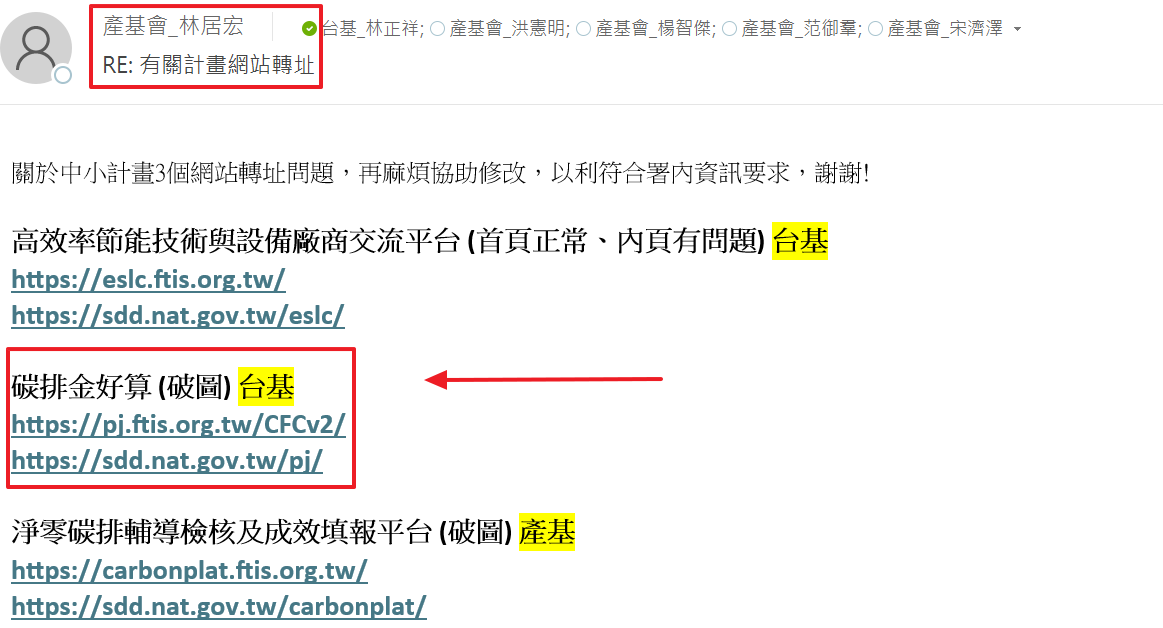 產基會_林居宏
台基_林正祥; 產基會_洪憲明; 產基會_楊智傑; 產基會_范御羣; 產基會_宋濟澤
RE: 有關計畫網站轉址
關於中小計畫3個網站轉址問題，再麻煩協助修改，以利符合署內資訊要求，謝謝!
高效率節能技術與設備廠商交流平台 (首頁正常、內頁有問題) 台基
https://eslc.ftis.org.tw/
https://sdd.nat.gov.tw/eslc/
碳排金好算 (破圖) 台基
https://pj.ftis.org.tw/CFCv2/
https://sdd.nat.gov.tw/pj/
淨零碳排輔導檢核及成效填報平台 (破圖) 產基
https://carbonplat.ftis.org.tw/
https://sdd.nat.gov.tw/carbonplat/